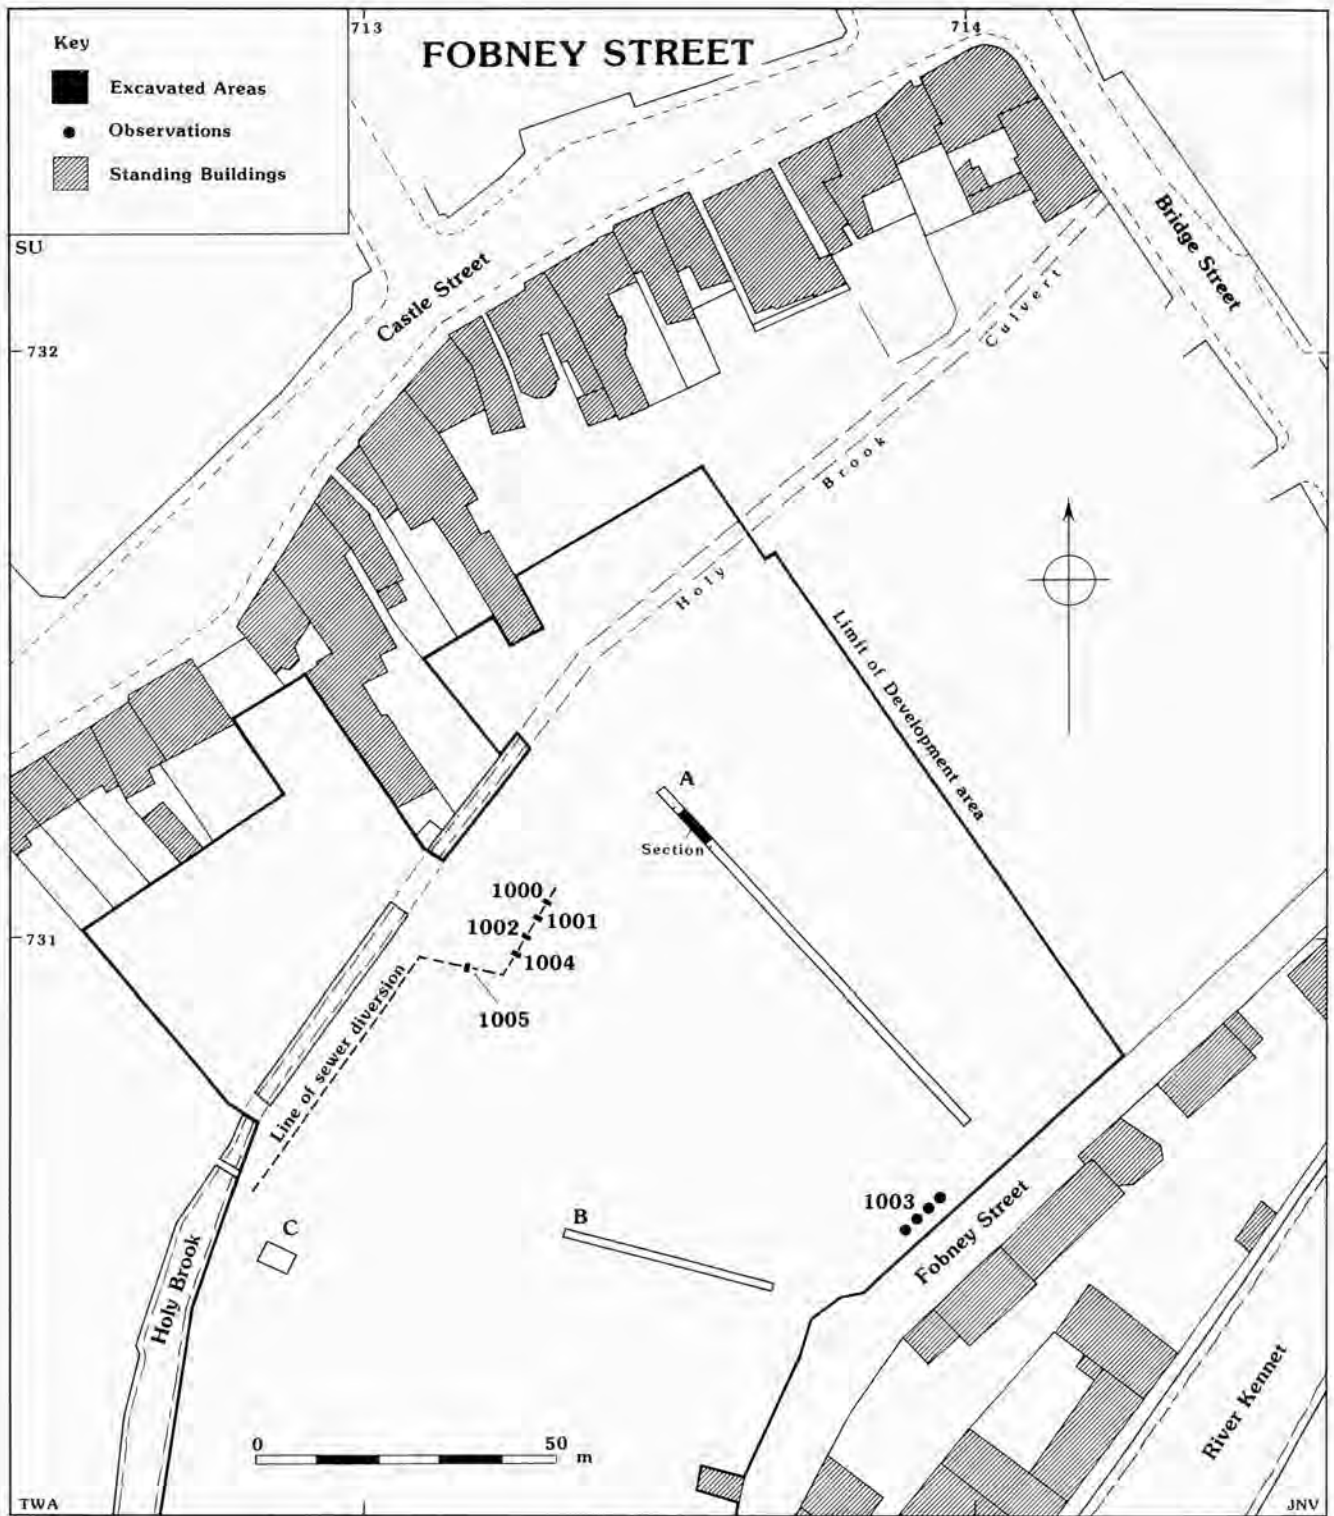 713
714
FOBNEY STREET
Key
Excavated Areas
Observations
Standing Buildings
SU
Bridge Street
Castle Street
Culvert
732
Brook
Holy
Limit of Development area
A
Section
1000
1001
1002
731
1004
1005
Line of sewer diversion
1003
B
C
Fobney Street
Holy Brook
River Kennet
0 50 m
TWA
JNV